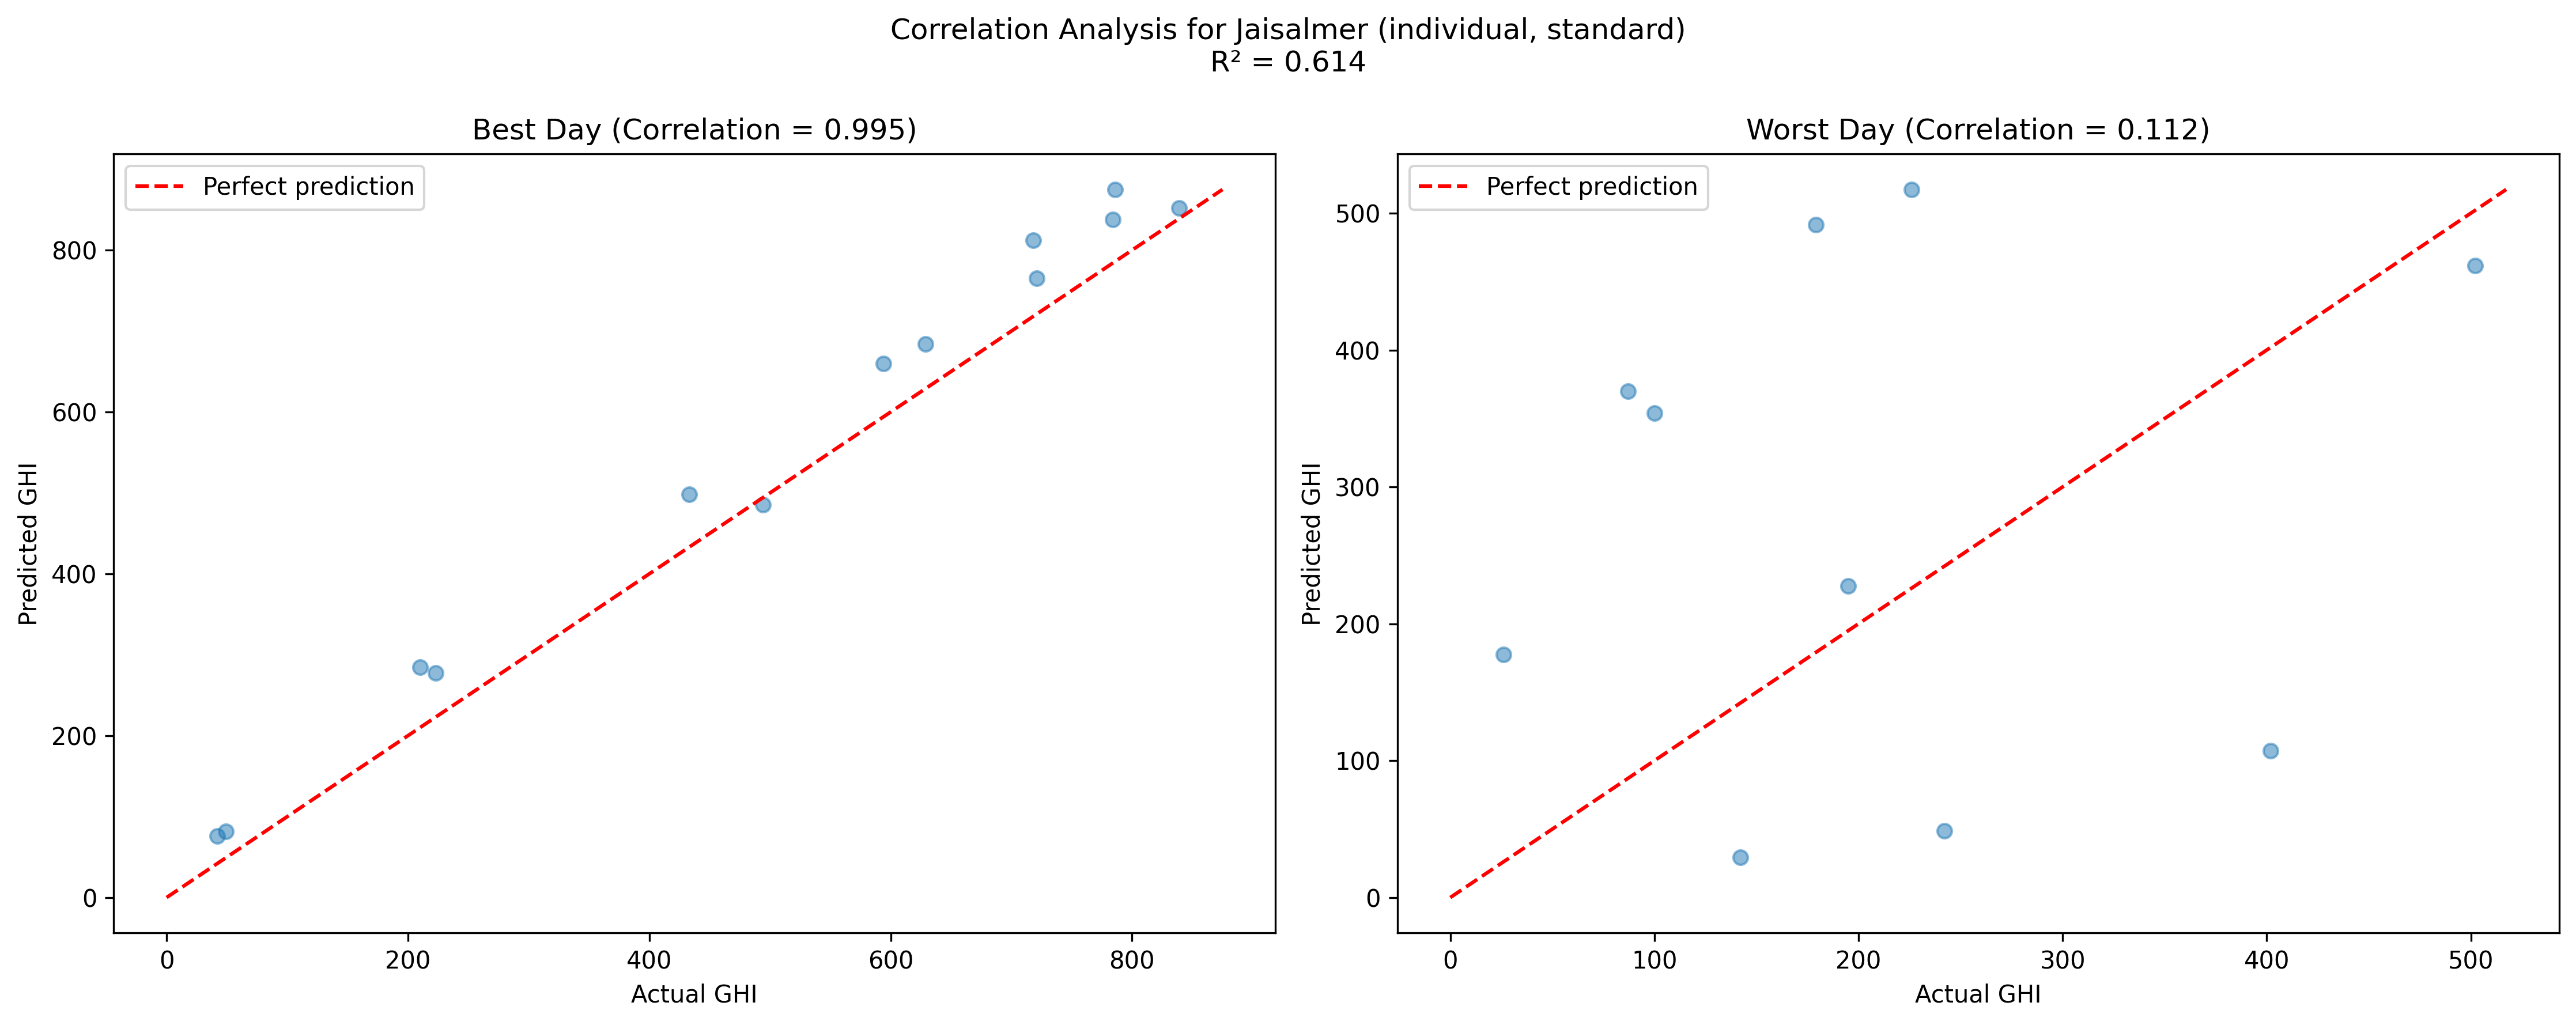 Correlation Analysis for Jaisalmer (individual, standard)
R² = 0.614
Best Day (Correlation = 0.995)
Perfect prediction
Predicted GHI
800
600
400
200
0
0 200 400 600 800
Actual GHI
Worst Day (Correlation = 0.112)
Perfect prediction
Predicted GHI
500
400
300
200
100
0
0 100 200 300 400 500
Actual GHI